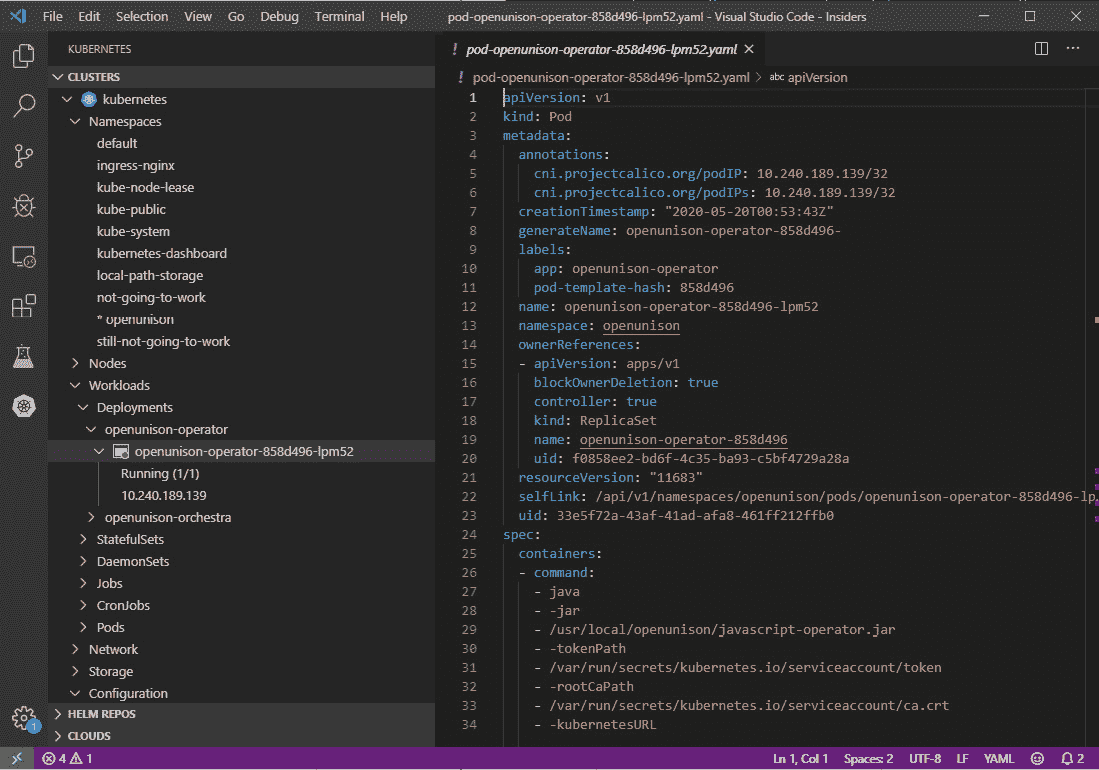 File Edit Selection View Go Debug Terminal Help pod-openunison-operator-858d496-lpm52.yaml - Visual Studio Code - Insiders
KUBERNETES
CLUSTERS
kubernetes
Namespaces
default
ingress-nginx
kube-node-lease
kube-public
kube-system
kubernetes-dashboard
local-path-storage
not-going-to-work
* openunison
still-not-going-to-work
Nodes
Workloads
Deployments
openunison-operator
openunison-operator-858d496-lpm52
Running (1/1)
10.240.189.139
openunison-orchestra
StatefulSets
DaemonSets
Jobs
CronJobs
Pods
Network
Storage
Configuration
HELM REPOS
CLOUDS
1
! pod-openunison-operator-858d496-lpm52.yaml
! pod-openunison-operator-858d496-lpm52.yaml > abc apiVersion
1 apiVersion: v1
2 kind: Pod
3 metadata:
4 annotations:
5 cni.projectcalico.org/podIP: 10.240.189.139/32
6 cni.projectcalico.org/podIPs: 10.240.189.139/32
7 creationTimestamp: "2020-05-20T00:53:43Z"
8 generateName: openunison-operator-858d496-
9 labels:
10 app: openunison-operator
11 pod-template-hash: 858d496
12 name: openunison-operator-858d496-lpm52
13 namespace: openunison
14 ownerReferences:
15 - apiVersion: apps/v1
16 blockOwnerDeletion: true
17 controller: true
18 kind: ReplicaSet
19 name: openunison-operator-858d496
20 uid: f0858ee2-bd6f-4c35-ba93-c5bf4729a28a
21 resourceVersion: "11683"
22 selfLink: /api/v1/namespaces/openunison/pods/openunison-operator-858d496-lp
23 uid: 33e5f72a-43af-41ad-afa8-461ff212ffb0
24 spec:
25 containers:
26 - command:
27 - java
28 - -jar
29 - /usr/local/openunison/javascript-operator.jar
30 - -tokenPath
31 - /var/run/secrets/kubernetes.io/serviceaccount/token
32 - -rootCaPath
33 - /var/run/secrets/kubernetes.io/serviceaccount/ca.crt
34 - -kubernetesURL
4 1 Ln 1, Col 1 Spaces: 2 UTF-8 LF YAML 2